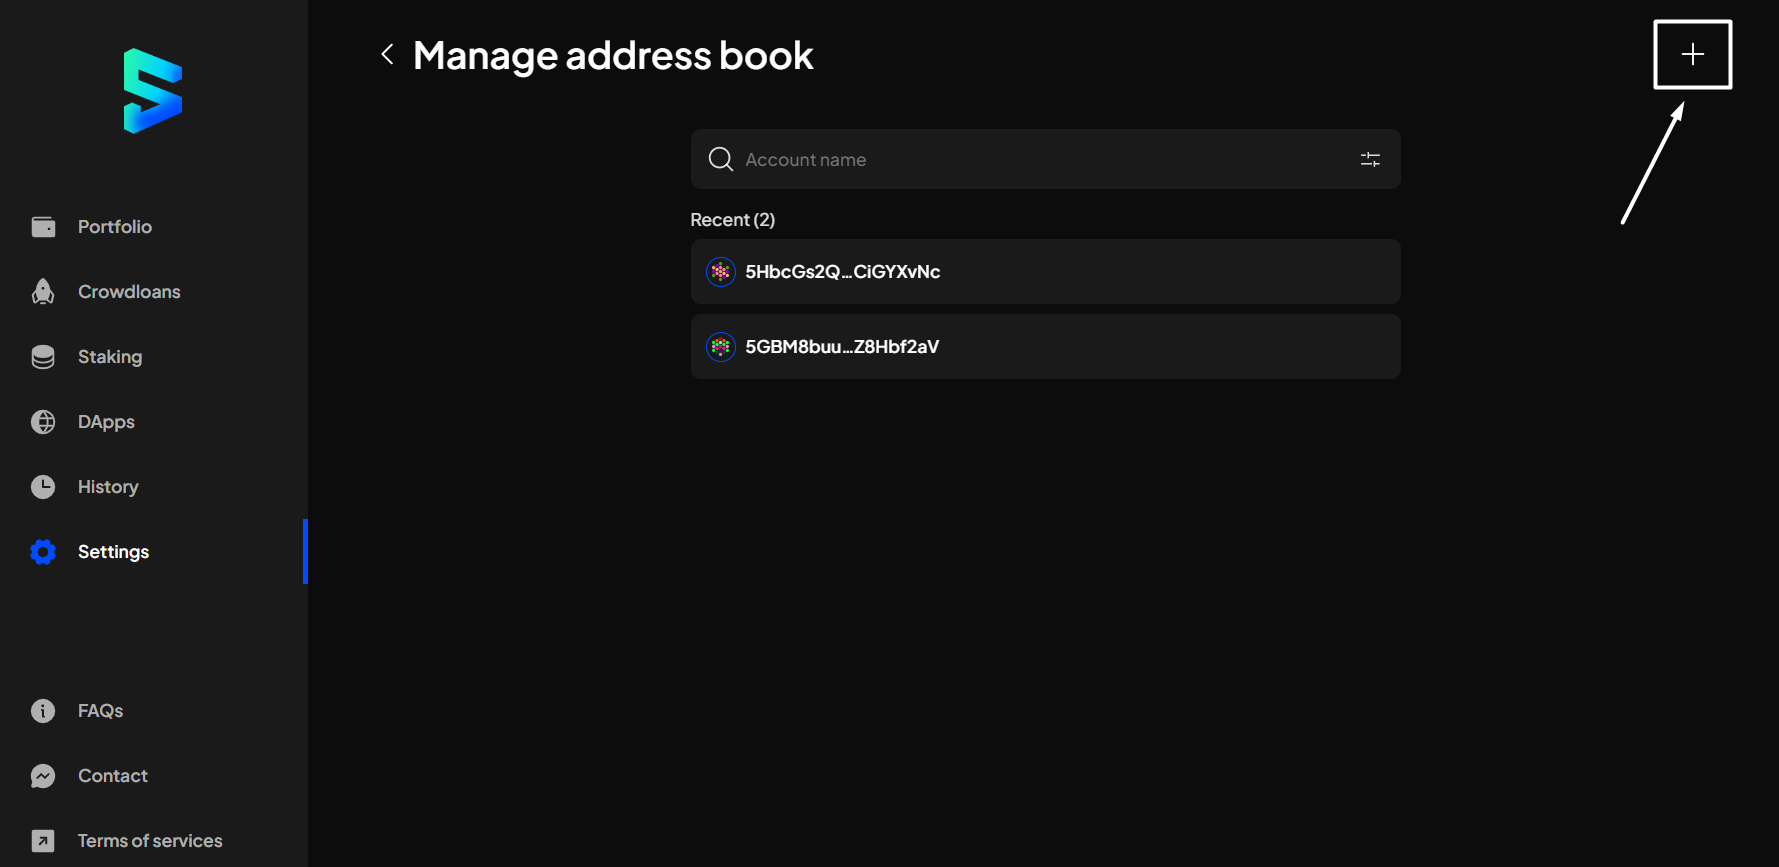 Manage address book
Portfolio
Crowdloans
Staking
DApps
History
Settings
FAQs
Contact
Terms of services
Account name
Recent (2)
5HbcGs2Q...CiGYXvNc
5GBM8buu...Z8Hbf2aV